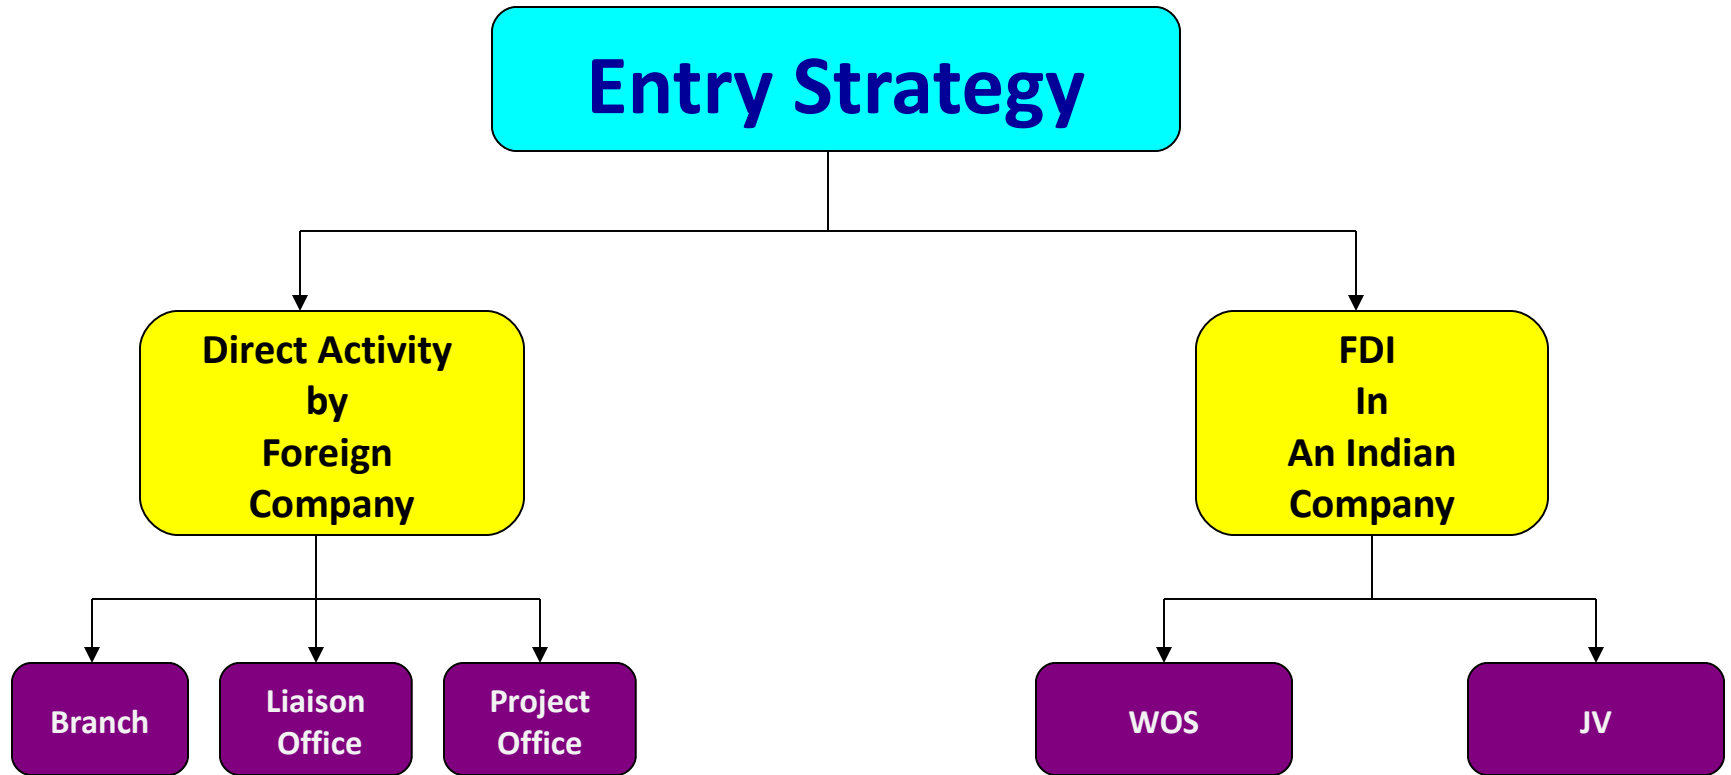 Entry Strategy
Direct Activity
by
Foreign
Company
FDI
In
An Indian
Company
Branch
Liaison
Office
Project
Office
WOS
JV